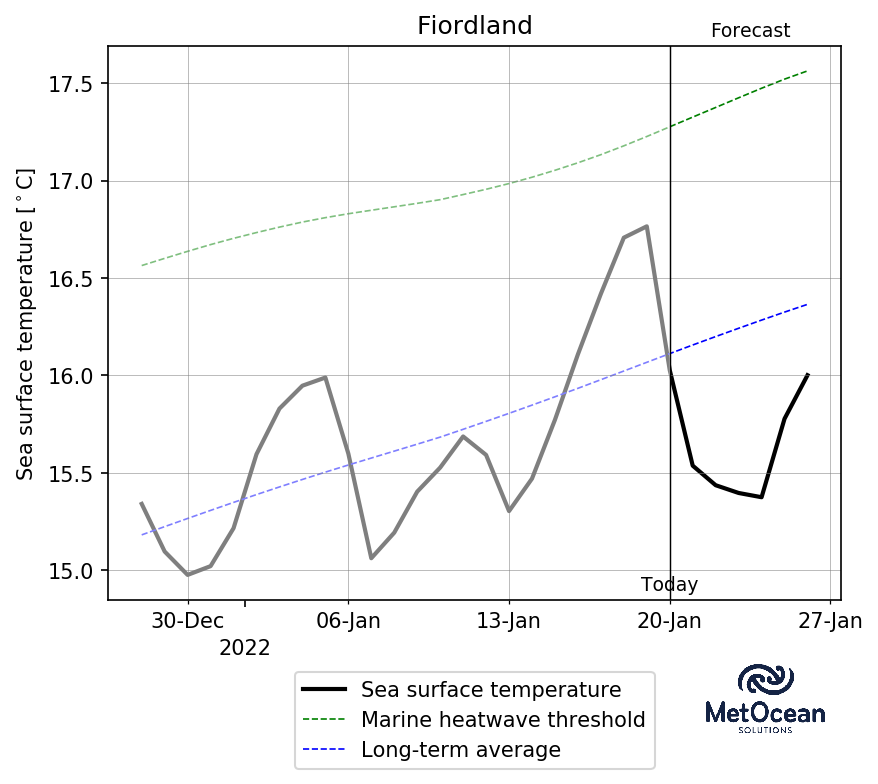 Fiordland
Forecast
Sea surface temperature [°C]
17.5
17.0
16.5
16.0
15.5
15.0
Today
30-Dec 06-Jan 13-Jan 20-Jan 27-Jan
2022
Sea surface temperature
Marine heatwave threshold
Long-term average
MetOcean
SOLUTIONS